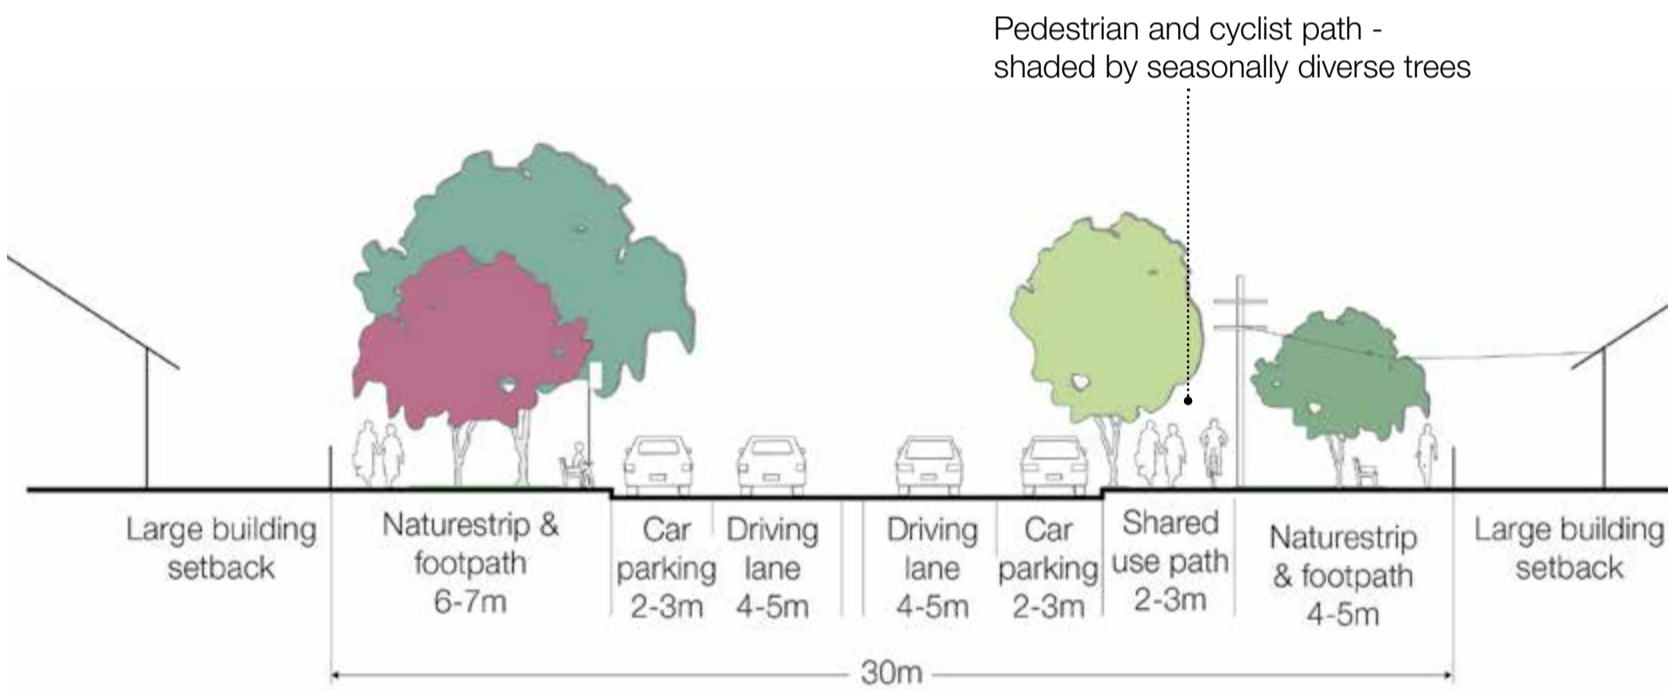 Pedestrian and cyclist path -
shaded by seasonally diverse trees
Large building
setback
Naturestrip &
footpath
6-7m
Car
parking
2-3m
Driving
lane
4-5m
Driving
lane
4-5m
Car
parking
2-3m
Shared
use path
2-3m
Naturestrip
& footpath
4-5m
Large building
setback
30m